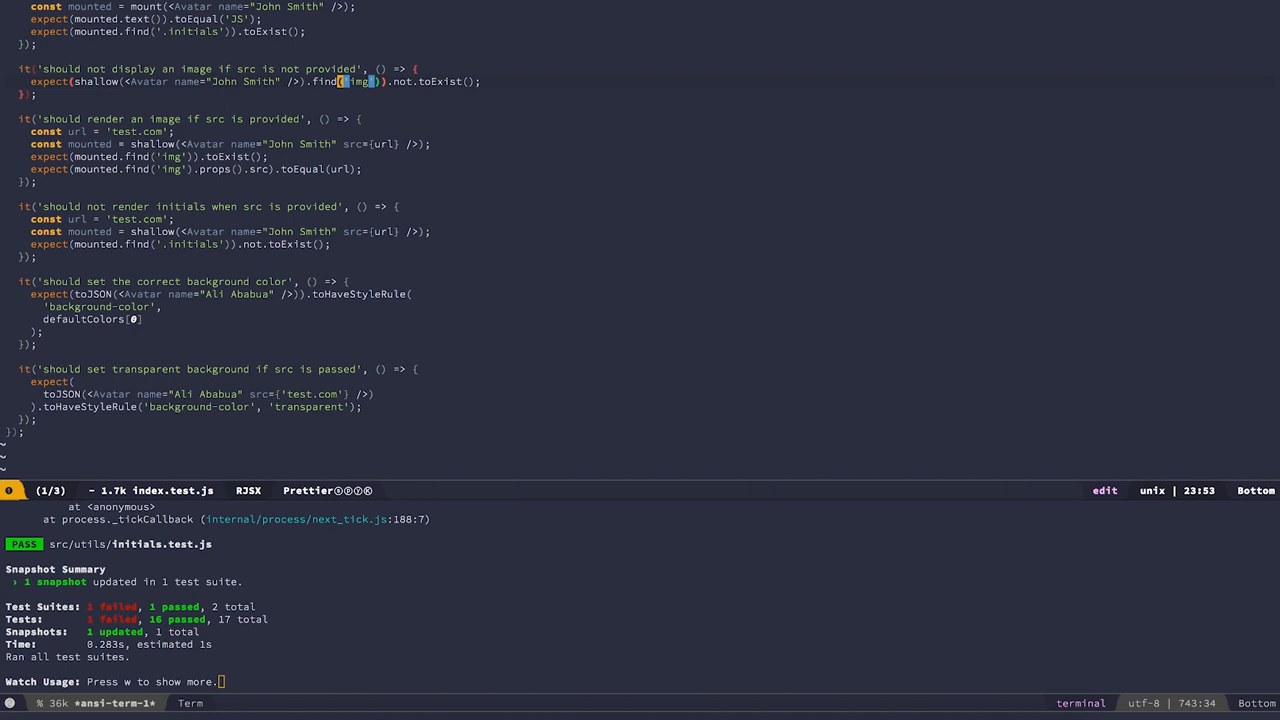 const mounted = mount(<Avatar name="John Smith" />);
expect(mounted.text()).toEqual('JS');
expect(mounted.find('.initials')).toExist();
});
it('should not display an image if src is not provided', () => {
expect(shallow(<Avatar name="John Smith" />).find('img')).not.toExist();
});
it('should render an image if src is provided', () => {
const url = 'test.com';
const mounted = shallow(<Avatar name="John Smith" src={url} />);
expect(mounted.find('img')).toExist();
expect(mounted.find('img').props().src).toEqual(url);
});
it('should not render initials when src is provided', () => {
const url = 'test.com';
const mounted = shallow(<Avatar name="John Smith" src={url} />);
expect(mounted.find('.initials')).not.toExist();
});
it('should set the correct background color', () => {
expect(toJSON(<Avatar name="Ali Ababua" />)).toHaveStyleRule(
'background-color',
defaultColors[0]
);
});
it('should set transparent background if src is passed', () => {
expect(
toJSON(<Avatar name="Ali Ababua" src={'test.com'} />)
).toHaveStyleRule('background-color', 'transparent');
});
});
~
~
~
(1/3) - 1.7k index.test.js RJSX PrettierⓢⓟⓨⓀ edit unix | 23:53 Bottom
at <anonymous>
at process._tickCallback (internal/process/next_tick.js:188:7)
PASS src/utils/initials.test.js
Snapshot Summary
› 1 snapshot updated in 1 test suite.
Test Suites: 1 failed, 1 passed, 2 total
Tests: 1 failed, 16 passed, 17 total
Snapshots: 1 updated, 1 total
Time: 0.283s, estimated 1s
Ran all test suites.
Watch Usage: Press w to show more.
% 36k *ansi-term-1* Term terminal utf-8 | 743:34 Bottom